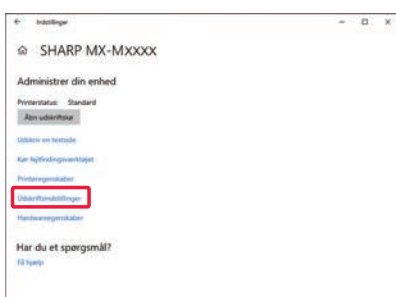 Indstillinger
SHARP MX-MXXXX
Administrer din enhed
Printerstatus: Standard
Åbn udskriftskø
Udskriv en testside
Kør fejlfindingsværktøjet
Printeregenskaber
Udskriftsindstillinger
Hardwareegenskaber
Har du et spørgsmål?
Få hjælp